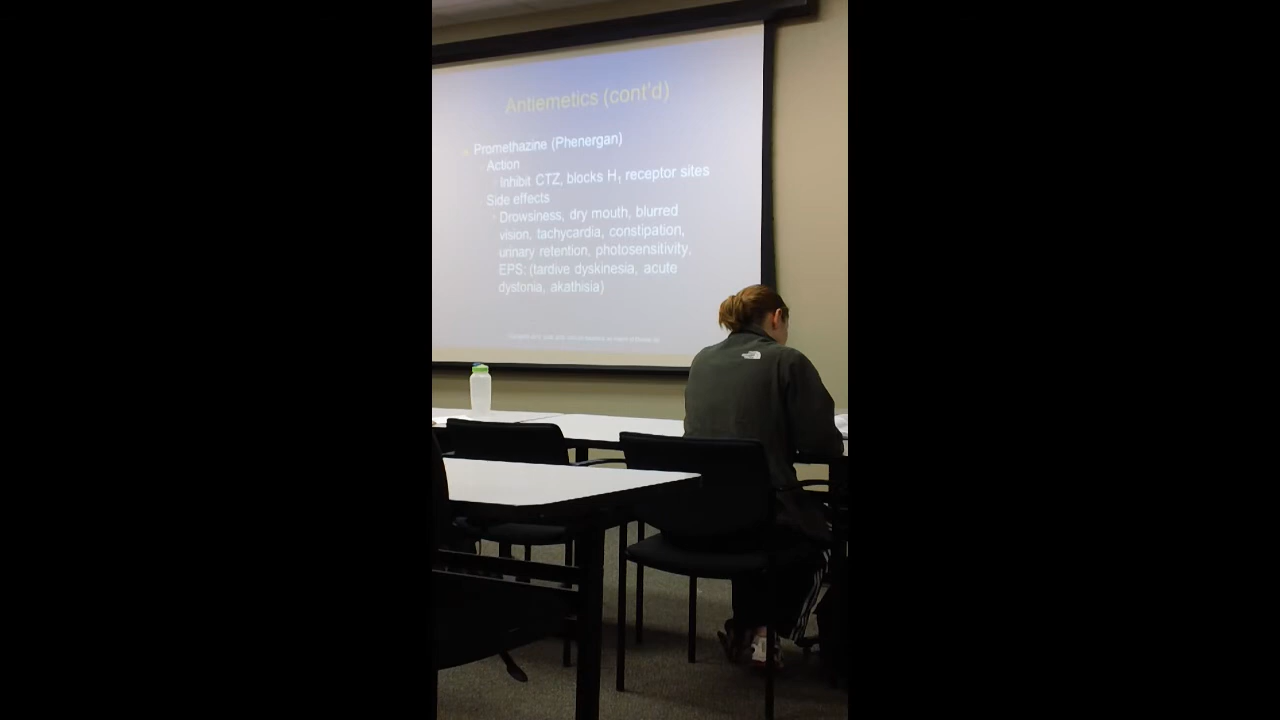 Antiemetics (cont'd)
Promethazine (Phenergan)
Action
Inhibit CTZ, blocks H₁ receptor sites
Side effects
Drowsiness, dry mouth, blurred
vision, tachycardia, constipation,
urinary retention, photosensitivity,
EPS: (tardive dyskinesia, acute
dystonia, akathisia)